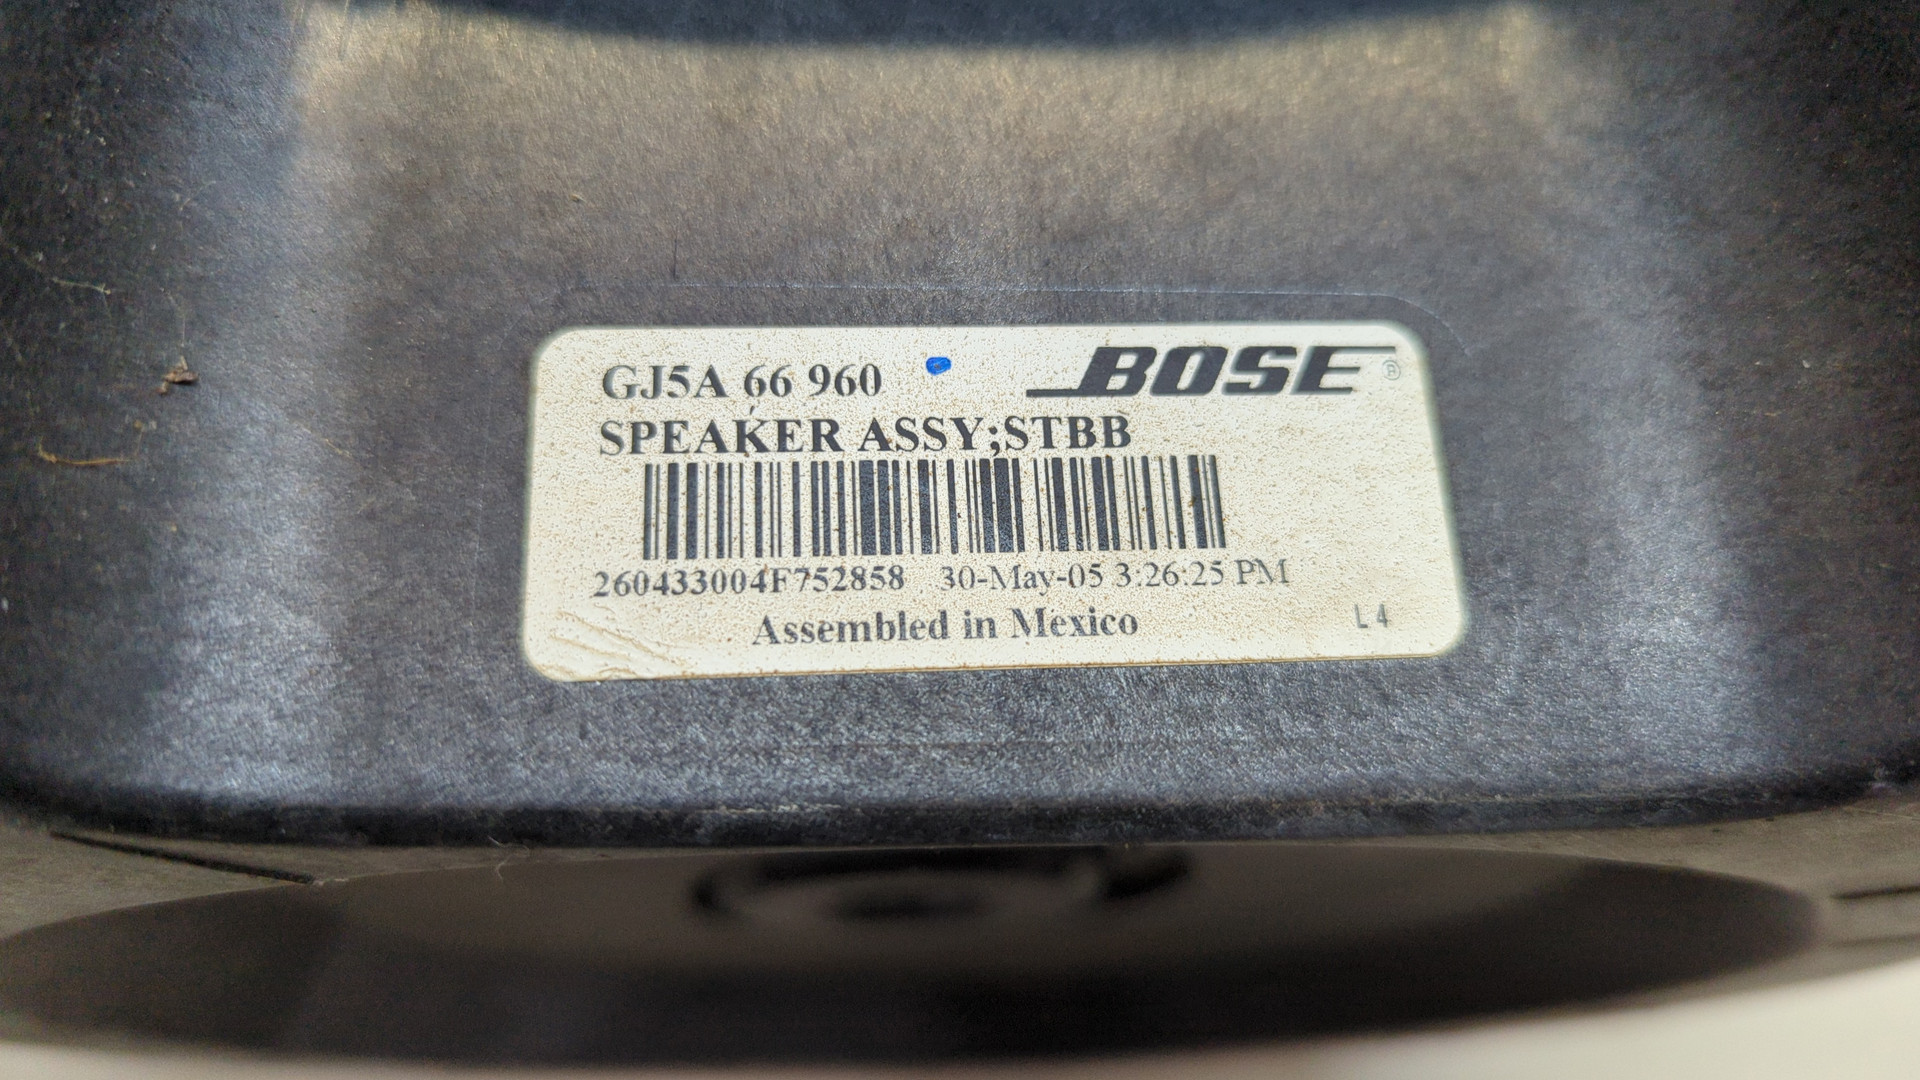 GJ5A 66 960
BOSE®
SPEAKER ASSY;STBB
260433004F752858 30-May-05 3:26:25 PM
Assembled in Mexico
L4